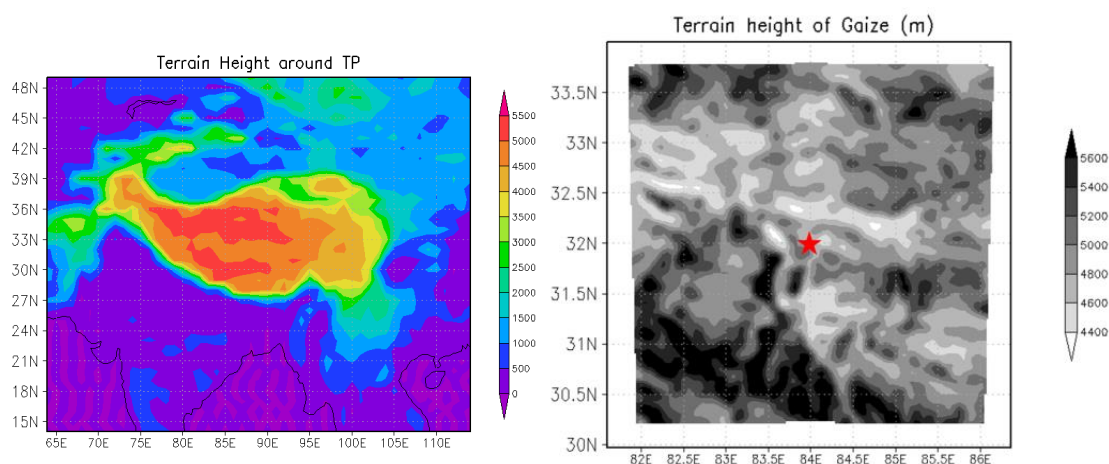 Terrain Height around TP
48N
45N
42N
39N
36N
33N
30N
27N
24N
21N
18N
15N
65E 70E 75E 80E 85E 90E 95E 100E 105E 110E
5500
5000
4500
4000
3500
3000
2500
2000
1500
1000
500
0
Terrain height of Gaize (m)
33.5N
33N
32.5N
32N
31.5N
31N
30.5N
30N
82E 82.5E 83E 83.5E 84E 84.5E 85E 85.5E 86E
5600
5400
5200
5000
4800
4600
4400